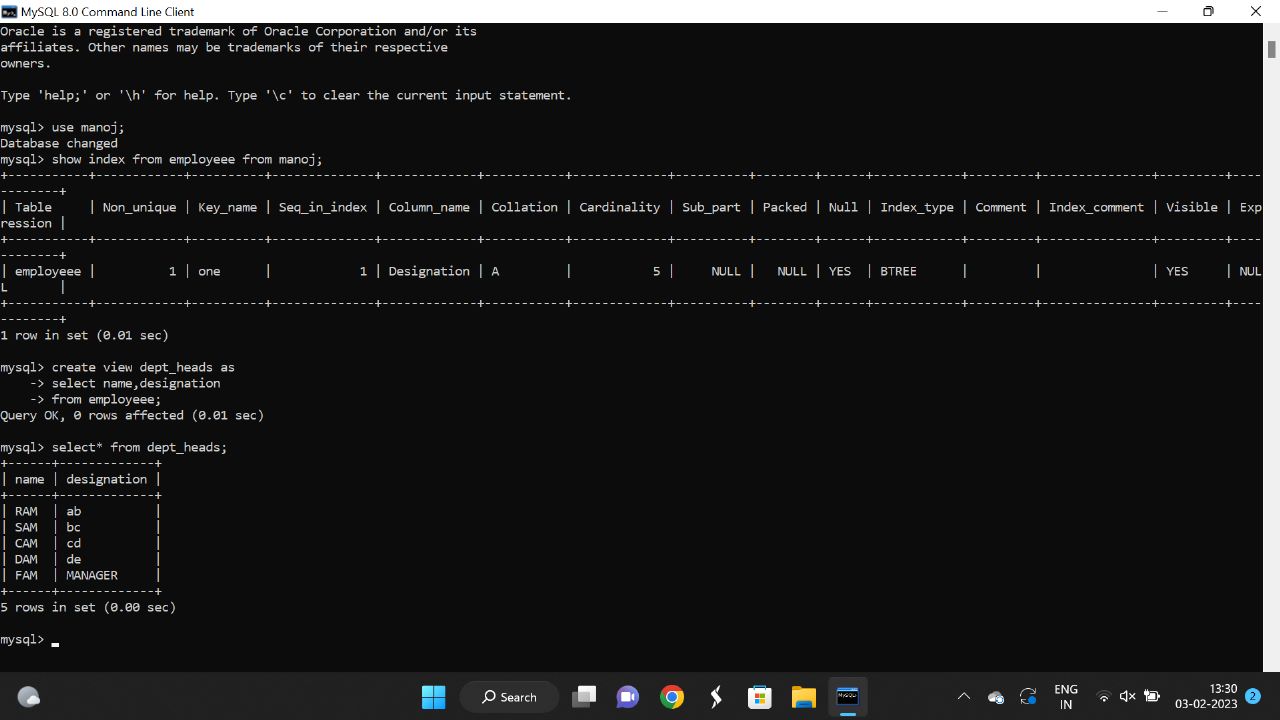 MySQL 8.0 Command Line Client
Oracle is a registered trademark of Oracle Corporation and/or its
affiliates. Other names may be trademarks of their respective
owners.
Type 'help;' or '\h' for help. Type '\c' to clear the current input statement.
mysql> use manoj;
Database changed
mysql> show index from employeee from manoj;
+-----------+------------+----------+--------------+-------------+-----------+-------------+----------+--------+------+------------+---------+---------------+---------+----
--------+
| Table     | Non_unique | Key_name | Seq_in_index | Column_name | Collation | Cardinality | Sub_part | Packed | Null | Index_type | Comment | Index_comment | Visible | Exp
ression |
+-----------+------------+----------+--------------+-------------+-----------+-------------+----------+--------+------+------------+---------+---------------+---------+----
--------+
| employeee |          1 | one      |            1 | Designation | A         |           5 |     NULL |   NULL | YES  | BTREE      |         |               | YES     | NUL
L       |
+-----------+------------+----------+--------------+-------------+-----------+-------------+----------+--------+------+------------+---------+---------------+---------+----
--------+
1 row in set (0.01 sec)
mysql> create view dept_heads as
    -> select name,designation
    -> from employeee;
Query OK, 0 rows affected (0.01 sec)
mysql> select* from dept_heads;
+------+-------------+
| name | designation |
+------+-------------+
| RAM  | ab          |
| SAM  | bc          |
| CAM  | cd          |
| DAM  | de          |
| FAM  | MANAGER     |
+------+-------------+
5 rows in set (0.00 sec)
mysql>
Search
ENG
IN
13:30
03-02-2023
2